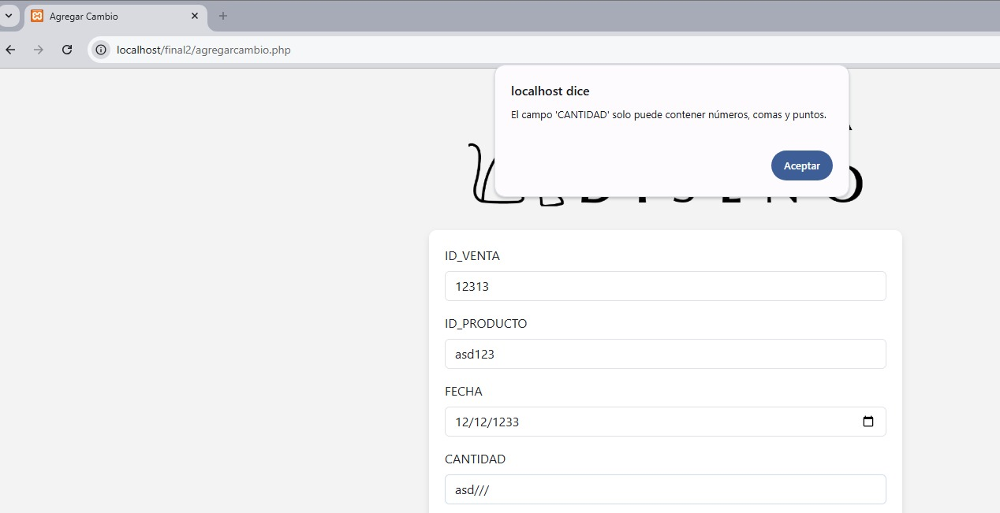 Agregar Cambio
localhost/final2/agregarcambio.php
localhost dice
El campo 'CANTIDAD' solo puede contener números, comas y puntos.
Aceptar
ID_VENTA
12313
ID_PRODUCTO
asd123
FECHA
12/12/1233
CANTIDAD
asd///